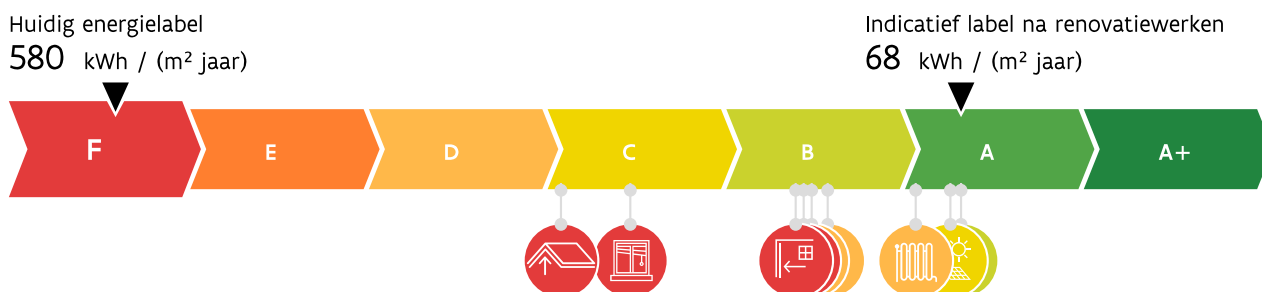 Huidig energielabel
580 kWh / (m² jaar)
Indicatief label na renovatiewerken
68 kWh / (m² jaar)
F E D C B A A+